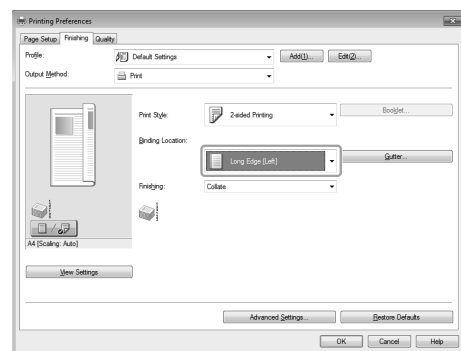 Printing Preferences
Page Setup Finishing Quality
Profile: Default Settings Add(1)... Edit(2)...
Output Method: Print
Print Style: 2-sided Printing Booklet...
Binding Location:
Long Edge [Left] Gutter...
Finishing: Collate
A4 [Scaling: Auto]
View Settings
Advanced Settings... Restore Defaults
OK Cancel Help